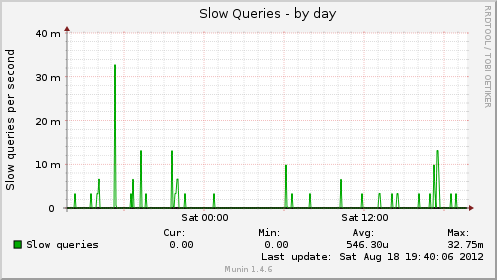 Slow Queries - by day
RRDTOOL / TOBI OETIKER
Slow queries per second
40 m
30 m
20 m
10 m
0
Sat 00:00 Sat 12:00
Cur: Min: Avg: Max:
Slow queries 0.00 0.00 546.30u 32.75m
Last update: Sat Aug 18 19:40:06 2012
Munin 1.4.6